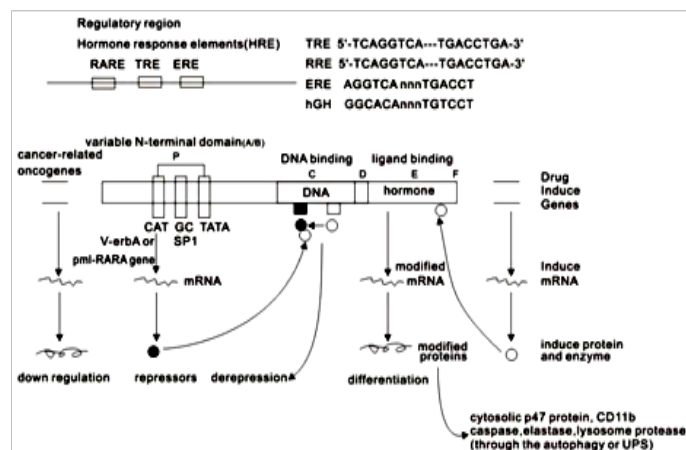 Regulatory region
Hormone response elements(HRE)
RARE TRE ERE
TRE 5'-TCAGGTCA---TGACCTGA-3'
RRE 5'-TCAGGTCA---TGACCTGA-3'
ERE AGGTCAnnnTGACCT
hGH GGCACAnnnTGTCCT
variable N-terminal domain(A/B)
P
cancer-related
oncogenes
DNA binding
C
D
ligand binding
E
F
DNA
hormone
Drug
Induce
Genes
CAT GC TATA
SP1
V-erbA or
pml-RARA gene
mRNA
modified
mRNA
Induce
mRNA
down regulation
repressors
derepression
modified
proteins
differentiation
induce protein
and enzyme
cytosolic p47 protein, CD11b
caspase,elastase,lysosome protease
(through the autophagy or UPS)